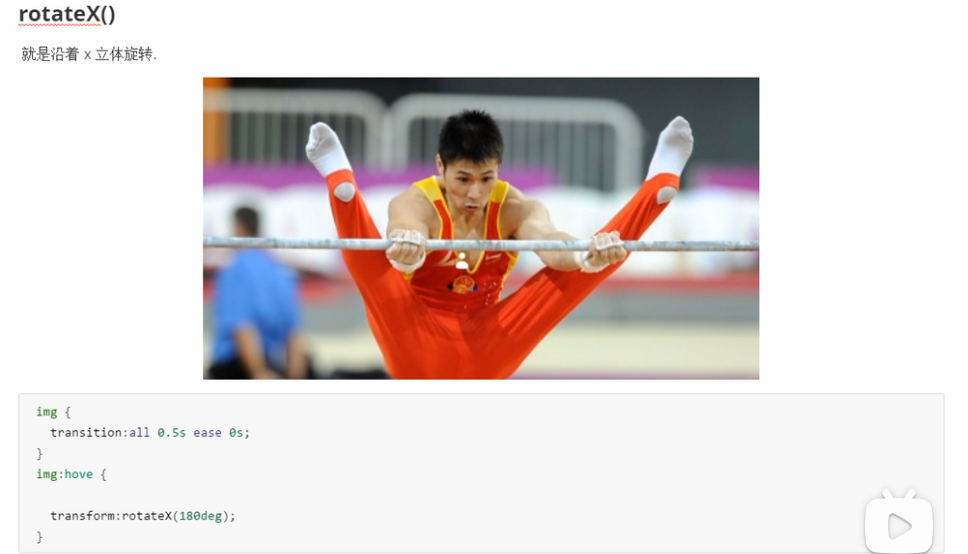 rotateX()
就是沿着 x 立体旋转.
img {
transition:all 0.5s ease 0s;
}
img:hove {
transform:rotateX(180deg);
}